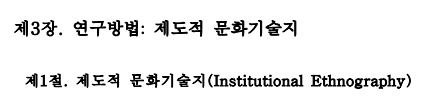 제3장. 연구방법: 제도적 문화기술지
제1절. 제도적 문화기술지(Institutional Ethnography)